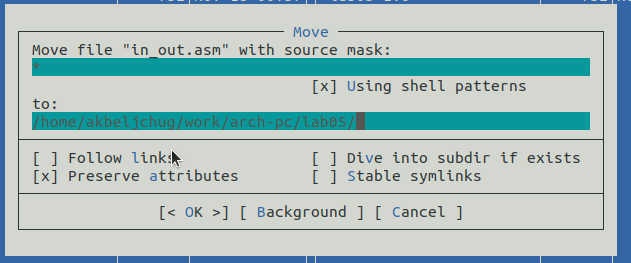 Move
Move file "in_out.asm" with source mask:
*
[x] Using shell patterns
to:
/home/akbeljchug/work/arch-pc/lab05/
[ ] Follow links [ ] Dive into subdir if exists
[x] Preserve attributes [ ] Stable symlinks
[< OK >] [ Background ] [ Cancel ]